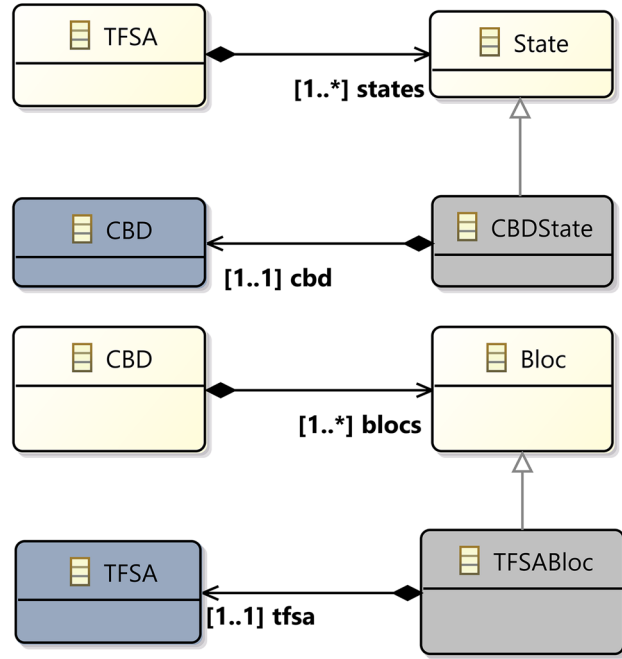 TFSA
State
[1..*] states
CBD
CBDState
[1..1] cbd
CBD
Bloc
[1..*] blocs
TFSA
TFSABloc
[1..1] tfsa